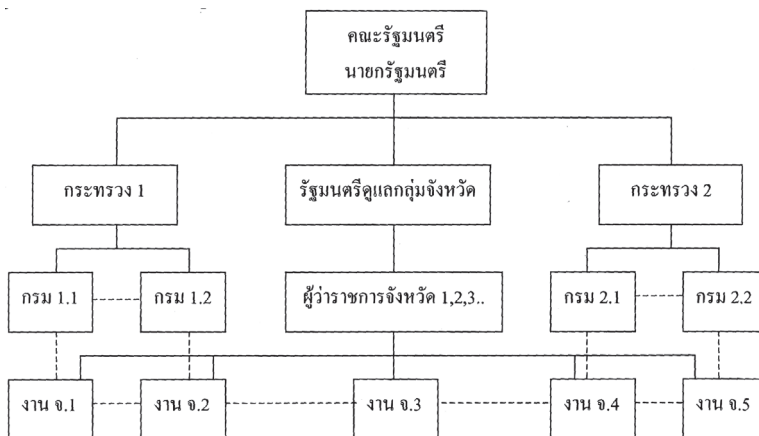 คณะรัฐมนตรี
นายกรัฐมนตรี
กระทรวง 1
รัฐมนตรีดูแลกลุ่มจังหวัด
กระทรวง 2
กรม 1.1
กรม 1.2
ผู้ว่าราชการจังหวัด 1,2,3..
กรม 2.1
กรม 2.2
งาน จ.1
งาน จ.2
งาน จ.3
งาน จ.4
งาน จ.5